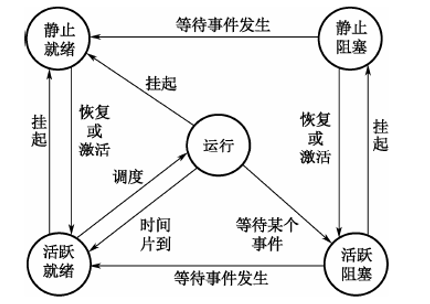 等待事件发生
静止
就绪
静止
阻塞
挂起
挂
起
恢复
或
激活
调度
运行
恢复
或
激活
挂
起
时间
片到
等待某个
事件
活跃
就绪
等待事件发生
活跃
阻塞